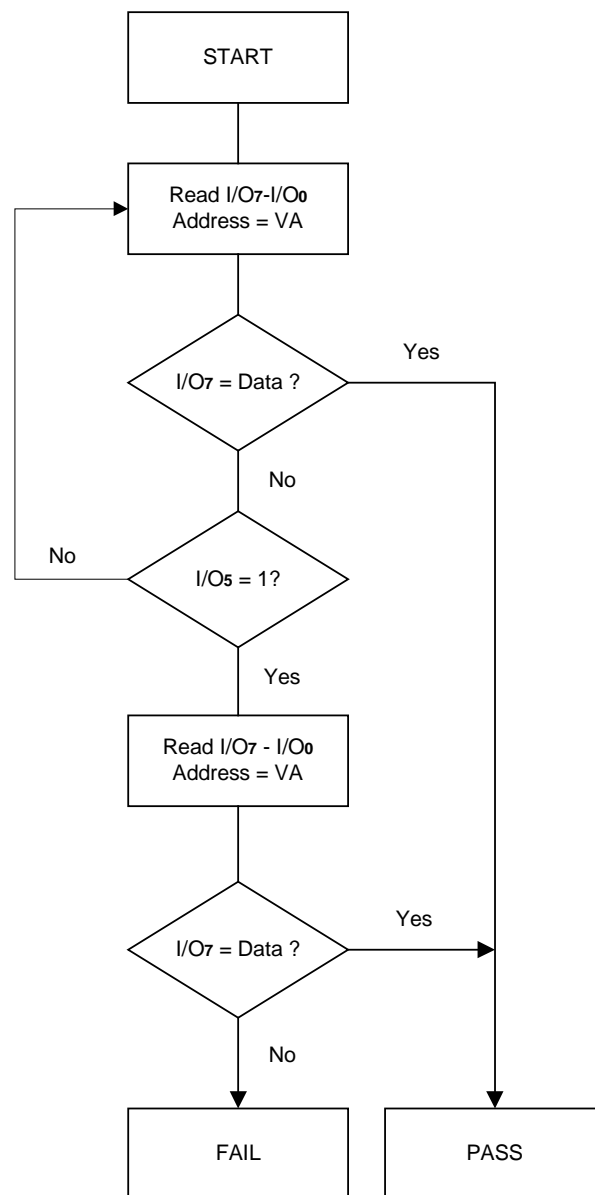 START
Read I/O7-I/O0
Address = VA
I/O7 = Data ?
Yes
No
No
I/O5 = 1?
Yes
Read I/O7 - I/O0
Address = VA
I/O7 = Data ?
Yes
No
FAIL
PASS